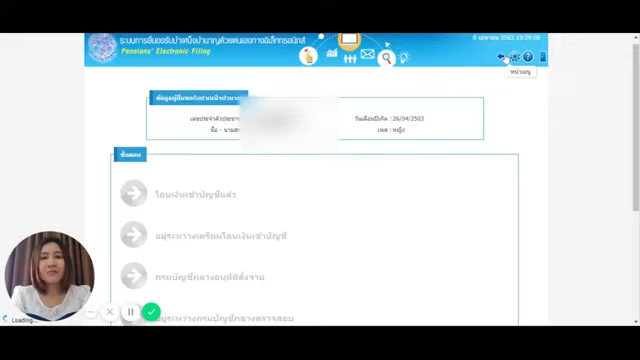 ระบบการยื่นขอรับบำเหน็จบำนาญด้วยตนเองทางอิเล็กทรอนิกส์
Pensions' Electronic Filing
8 เมษายน 2563 15:29:08
หน้าเมนู
ข้อมูลผู้ยื่นขอรับบำเหน็จบำนาญ
เลขประจำตัวประชาช
วันเดือนปีเกิด : 26/04/2503
ชื่อ - นามส
เพศ : หญิง
ขั้นตอน
โอนเงินเข้าบัญชีแล้ว
อยู่ระหว่างเตรียมโอนเงินเข้าบัญชี
กรมบัญชีกลางอนุมัติสั่งจ่าย
อยู่ระหว่างกรมบัญชีกลางตรวจสอบ
Loading...